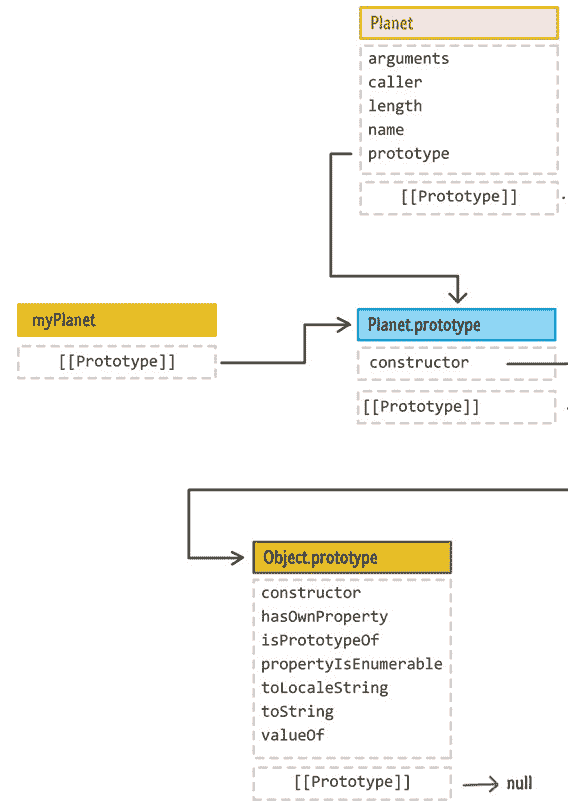 Planet
arguments
caller
length
name
prototype
[[Prototype]]
myPlanet
[[Prototype]]
Planet.prototype
constructor
[[Prototype]]
Object.prototype
constructor
hasOwnProperty
isPrototypeOf
propertyIsEnumerable
toLocaleString
toString
valueOf
[[Prototype]]
null